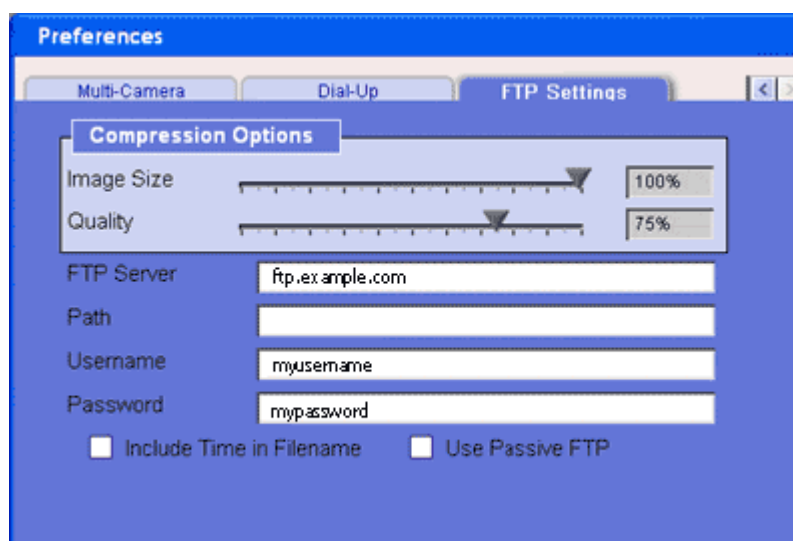 Preferences
Multi-Camera Dial-Up FTP Settings
Compression Options
Image Size 100%
Quality 75%
FTP Server ftp.example.com
Path
Username myusername
Password mypassword
Include Time in Filename Use Passive FTP